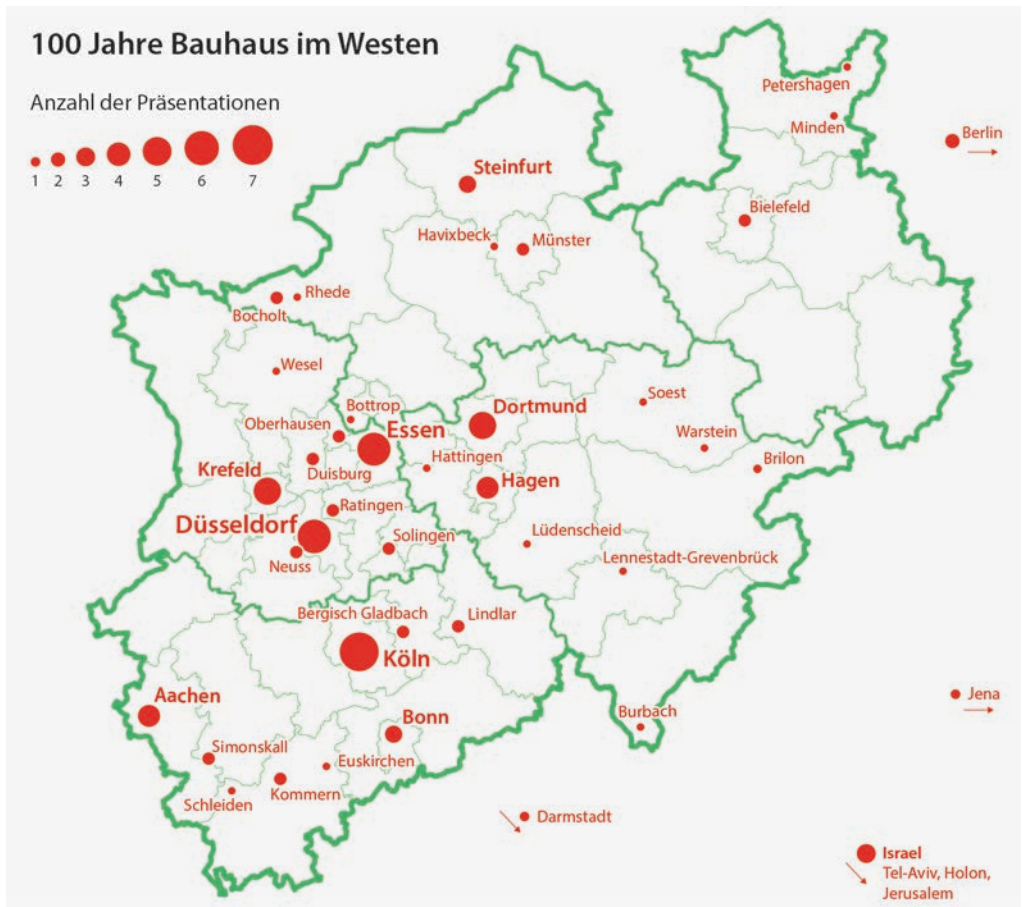 100 Jahre Bauhaus im Westen
Anzahl der Präsentationen
1 2 3 4 5 6 7
Petershagen
Minden
Berlin
Steinfurt
Bielefeld
Havixbeck
Münster
Rhede
Bocholt
Wesel
Soest
Bottrop
Dortmund
Oberhausen
Essen
Warstein
Hattingen
Brilon
Krefeld
Duisburg
Hagen
Ratingen
Düsseldorf
Solingen
Lüdenscheid
Neuss
Lennestadt-Grevenbrück
Bergisch Gladbach
Lindlar
Köln
Aachen
Jena
Burbach
Bonn
Simonskall
Euskirchen
Schleiden
Kommern
Darmstadt
Israel
Tel-Aviv, Holon,
Jerusalem